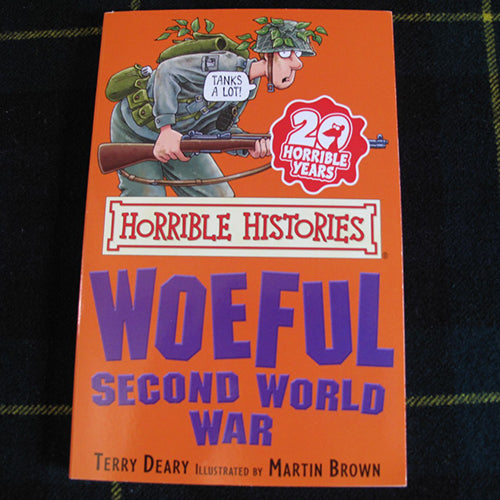 TANKS
A LOT!
20
HORRIBLE
YEARS
HORRIBLE HISTORIES
WOEFUL
SECOND WORLD
WAR
TERRY DEARY ILLUSTRATED BY MARTIN BROWN